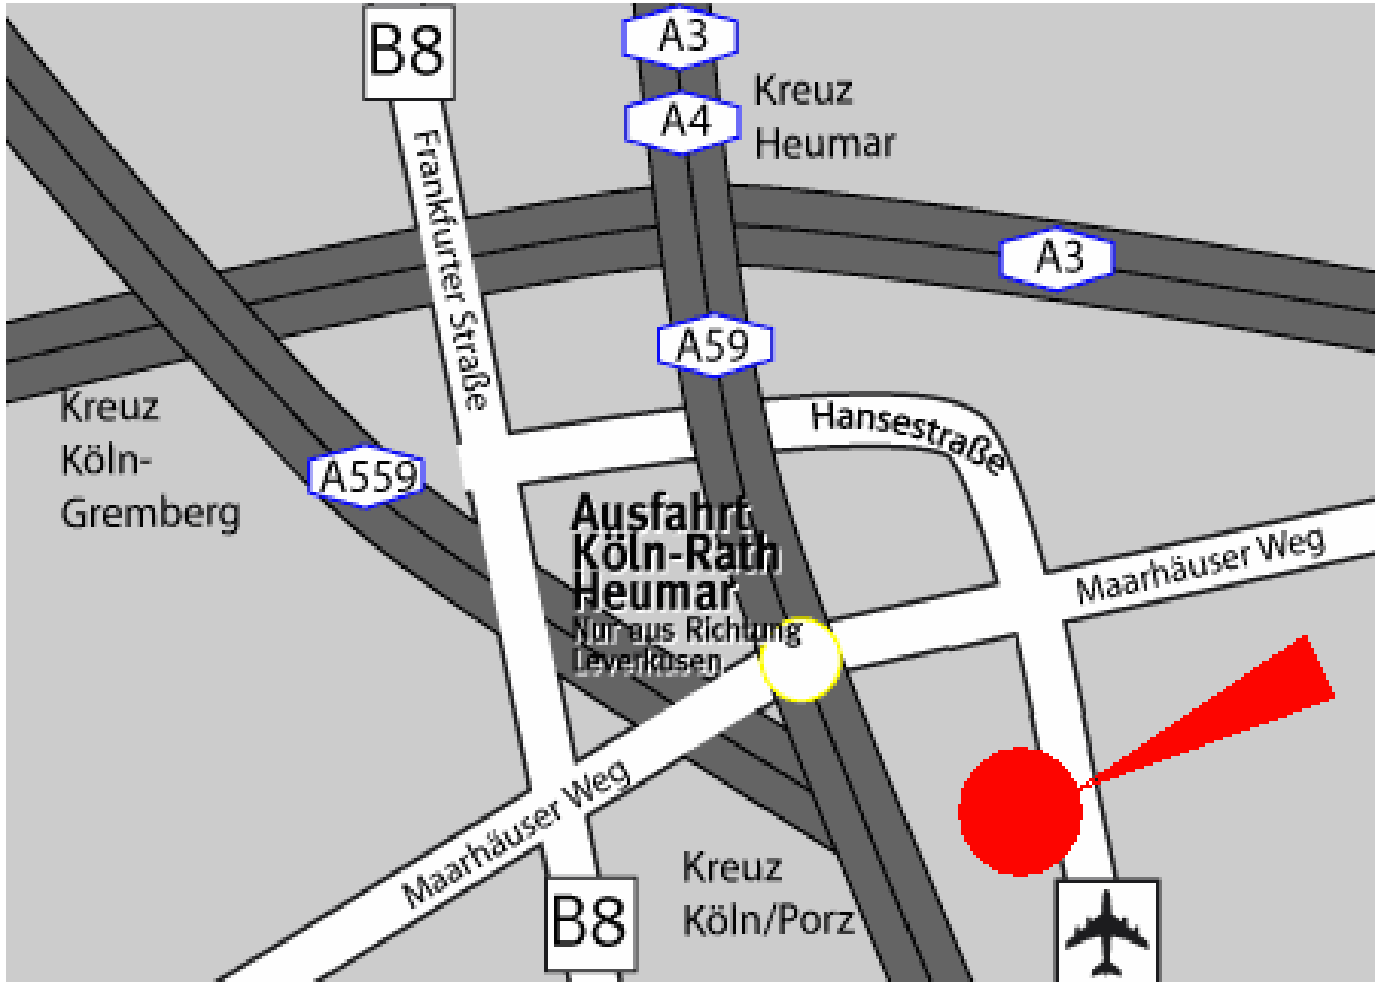 B8
A3
A4
Kreuz
Heumar
Frankfurter Straße
A3
A59
Kreuz
Köln-
Gremberg
A559
Hansestraße
Ausfahrt
Köln-Rath
Heumar
Nur aus Richtung
Leverkusen
Maarhäuser Weg
Maarhäuser Weg
Kreuz
Köln/Porz
B8